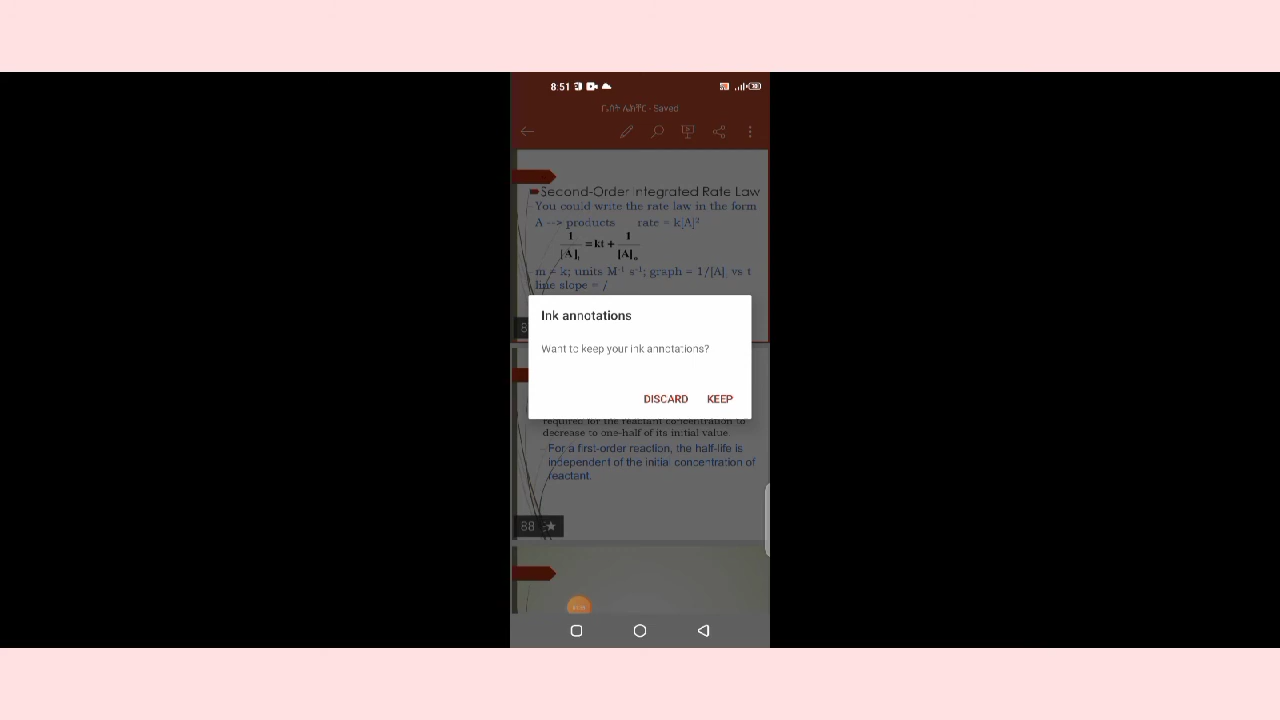 8:51
Saved
Second-Order Integrated Rate Law
You could write the rate law in the form
A --> products rate = k[A]²
1/[A]t = kt + 1/[A]o
m = k; units M⁻¹ s⁻¹; graph = 1/[A] vs t
line slope = /
8
Ink annotations
Want to keep your ink annotations?
DISCARD KEEP
required for the reactant concentration to
decrease to one-half of its initial value
For a first-order reaction, the half-life is
independent of the initial concentration of
reactant.
88